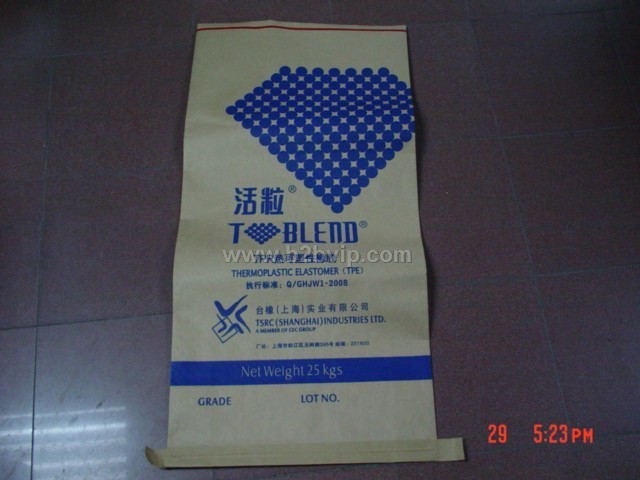 活粒®
T BLEND®
THERMOPLASTIC ELASTOMER (TPE)
执行标准: Q/GHJW1-2008
台橡(上海)实业有限公司
TSRC (SHANGHAI) INDUSTRIES LTD.
A MEMBER OF CEC GROUP
Net Weight 25 kgs
GRADE LOT NO.
www.b2bvip.com
29 5:23PM